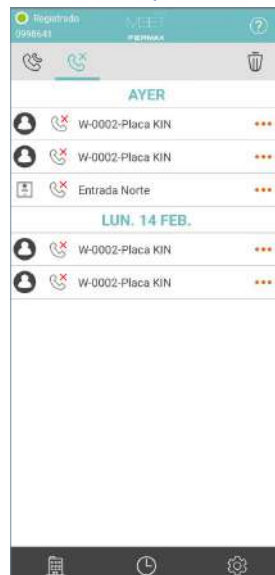 Registrado
0998641
MEET
FERMAX
?
AYER
W-0002-Placa KIN
W-0002-Placa KIN
Entrada Norte
LUN. 14 FEB.
W-0002-Placa KIN
W-0002-Placa KIN